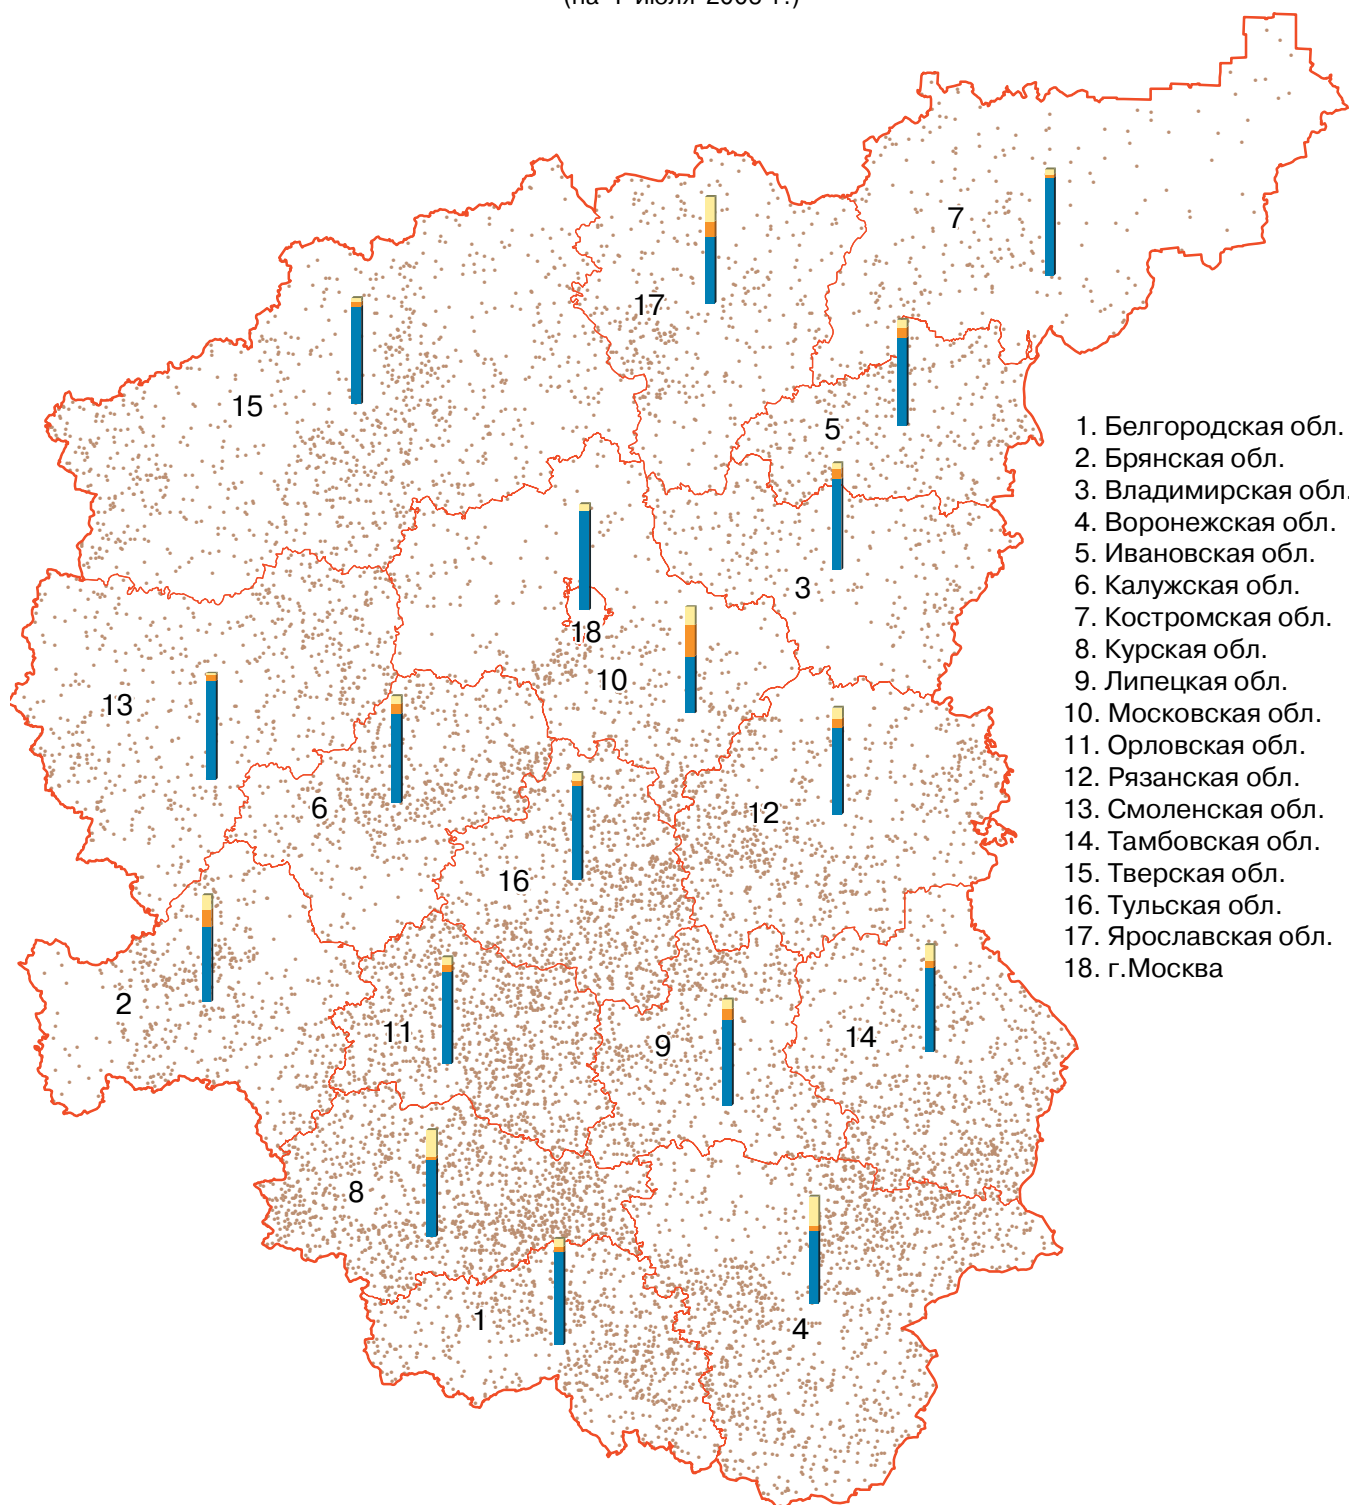 7
17
15
5
3
18
10
13
6
12
16
2
11
9
14
8
1
4
1. Белгородская обл.
2. Брянская обл.
3. Владимирская обл.
4. Воронежская обл.
5. Ивановская обл.
6. Калужская обл.
7. Костромская обл.
8. Курская обл.
9. Липецкая обл.
10. Московская обл.
11. Орловская обл.
12. Рязанская обл.
13. Смоленская обл.
14. Тамбовская обл.
15. Тверская обл.
16. Тульская обл.
17. Ярославская обл.
18. г.Москва